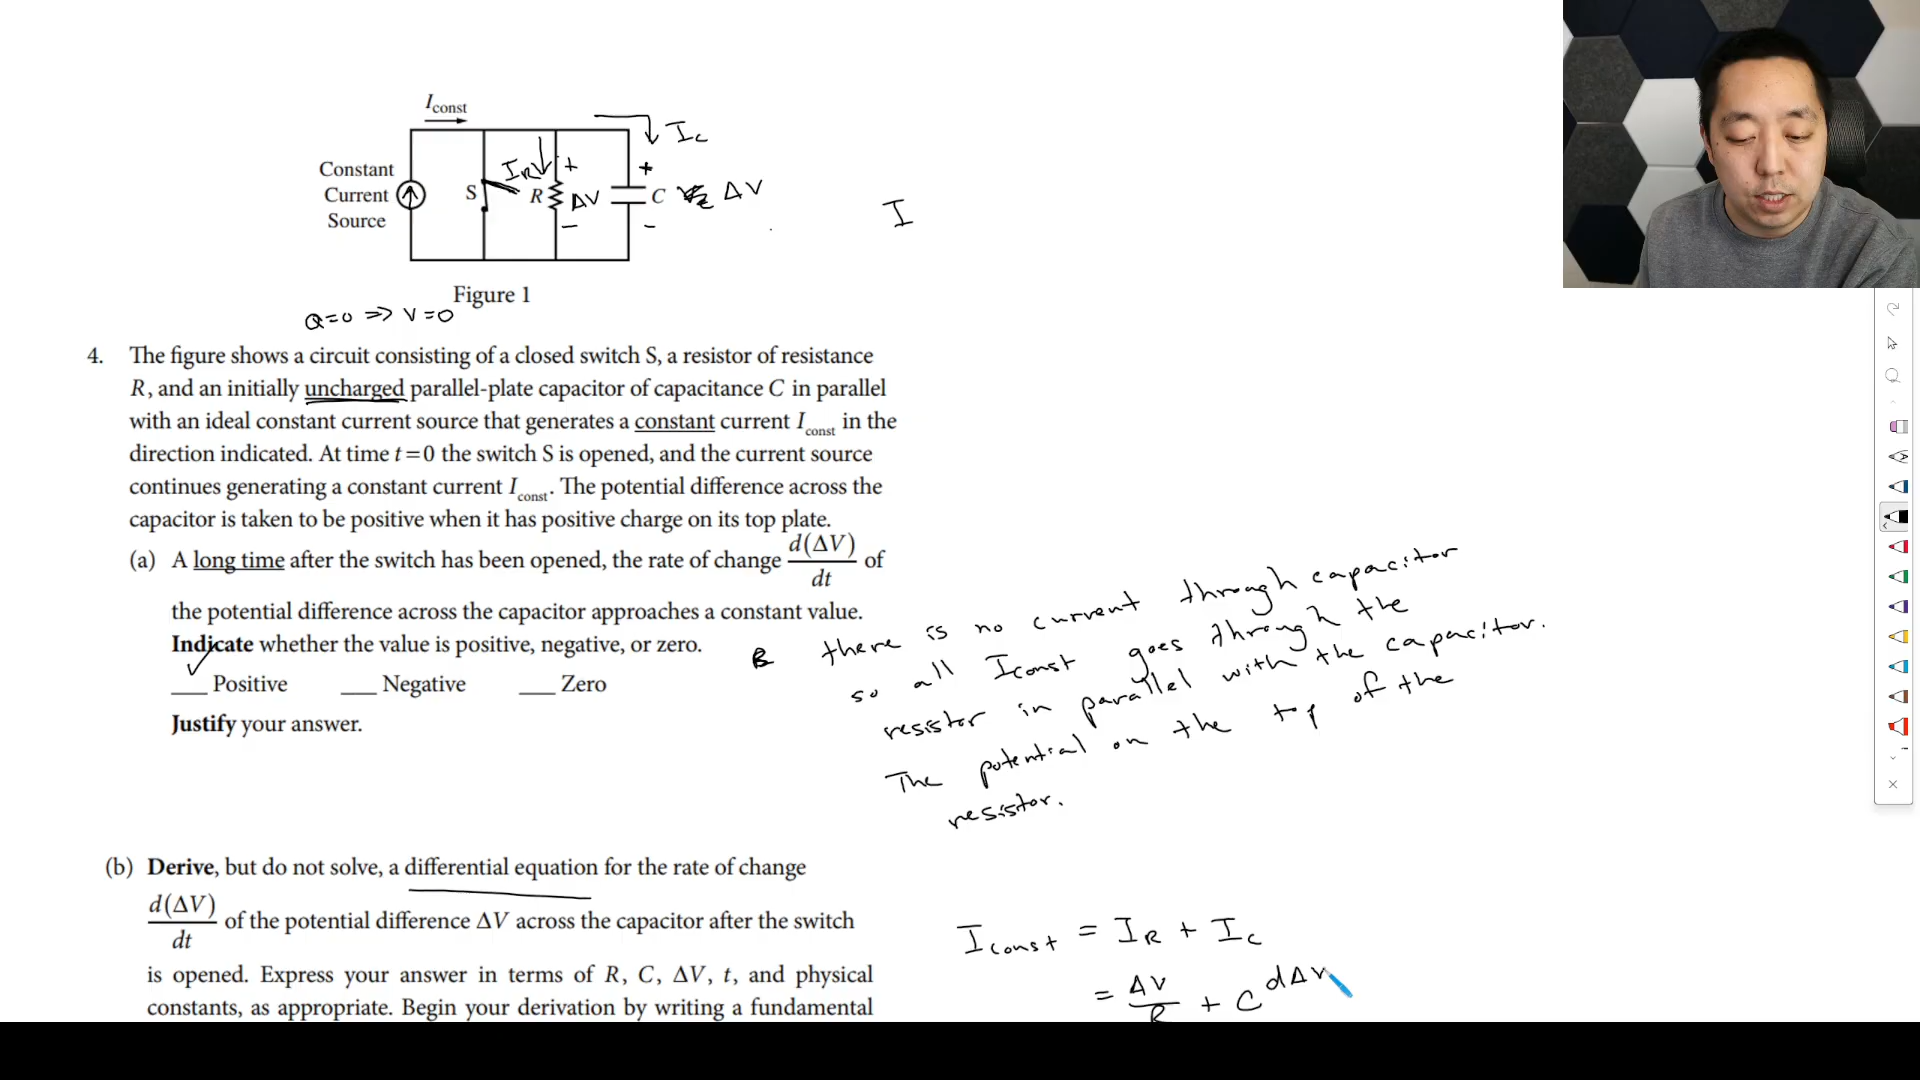 I const
I C
Constant
Current
Source
S
I R
+
R
ΔV
−
+
C
ΔV
−
I
Figure 1
Q=0 => V=0
4. The figure shows a circuit consisting of a closed switch S, a resistor of resistance
R, and an initially uncharged parallel-plate capacitor of capacitance C in parallel
with an ideal constant current source that generates a constant current I const in the
direction indicated. At time t=0 the switch S is opened, and the current source
continues generating a constant current I const. The potential difference across the
capacitor is taken to be positive when it has positive charge on its top plate.
(a) A long time after the switch has been opened, the rate of change d(ΔV)/dt of
the potential difference across the capacitor approaches a constant value.
Indicate whether the value is positive, negative, or zero.
✓ ___ Positive ___ Negative ___ Zero
Justify your answer.
there is no current through capacitor
so all Iconst goes through the
resistor in parallel with the capacitor.
The potential on the top of the
resistor.
(b) Derive, but do not solve, a differential equation for the rate of change
d(ΔV)/dt of the potential difference ΔV across the capacitor after the switch
is opened. Express your answer in terms of R, C, ΔV, t, and physical
constants, as appropriate. Begin your derivation by writing a fundamental
I const = I R + I C
= ΔV/R + C dΔV